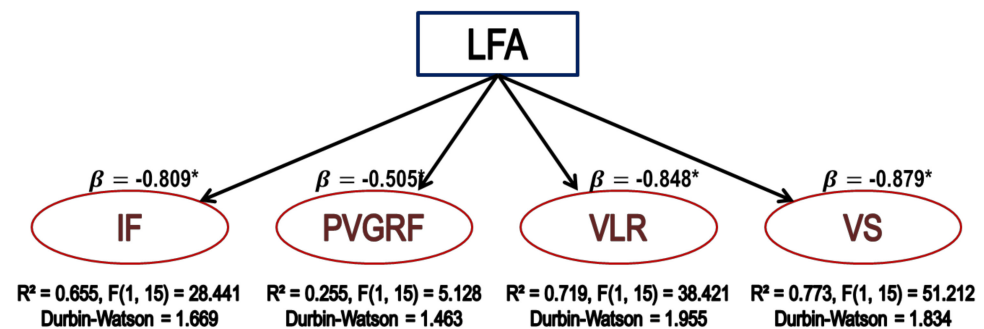 LFA
β = -0.809*
β = -0.505*
β = -0.848*
β = -0.879*
IF
PVGRF
VLR
VS
R² = 0.655, F(1, 15) = 28.441
Durbin-Watson = 1.669
R² = 0.255, F(1, 15) = 5.128
Durbin-Watson = 1.463
R² = 0.719, F(1, 15) = 38.421
Durbin-Watson = 1.955
R² = 0.773, F(1, 15) = 51.212
Durbin-Watson = 1.834